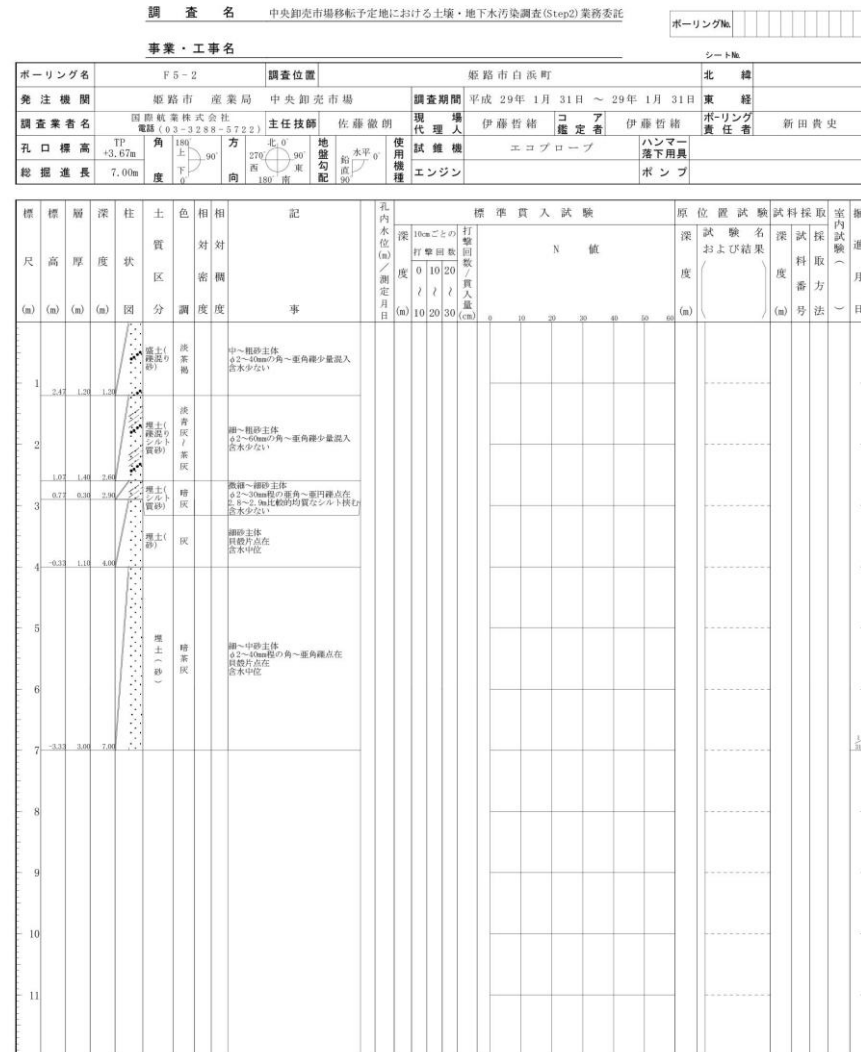 調 査 名 中央卸売市場移転予定地における土壌・地下水汚染調査(Step2)業務委託
ボーリングNo.
事業・工事名
シートNo.
ボーリング名 F5-2 調査位置 姫路市白浜町 北緯
発注機関 姫路市 産業局 中央卸売市場 調査期間 平成 29年 1月 31日 ～ 29年 1月 31日 東経
調査業者名 国際航業株式会社 電話(03-3288-5722) 主任技師 佐藤徹朗 現場代理人 伊藤哲緒 コア鑑定者 伊藤哲緒 ボーリング責任者 新田貴史
孔口標高 TP +3.67m 角度 180° 上 下 0° 90° 方向 北 0° 270° 西 90° 東 180° 南 地盤勾配 水平 0° 鉛直 90° 使用機種 試錐機 エコプローブ ハンマー落下用具
総掘進長 7.00m エンジン ポンプ
標尺(m) 標高(m) 層厚(m) 深度(m) 柱状図 土質区分 色調 相対密度 相対稠度 記事 孔内水位(m)/測定月日 標準貫入試験 原位置試験 試料採取 室内試験( ) 掘進月日
深度(m) 10cmごとの打撃回数 0～10 10～20 20～30 打撃回数/貫入量(cm) N 値 深度(m) 試験名および結果( ) 深度(m) 試料番号 採取方法
0 10 20 30 40 50 60
盛土(礫混り砂) 淡茶褐 中～粗砂主体
φ2～40mmの角～亜角礫少量混入
含水少ない
1
2.47 1.20 1.20
埋土(礫混りシルト質砂) 淡青灰～茶灰 細～粗砂主体
φ2～60mmの角～亜角礫少量混入
含水少ない
2
1.07 1.40 2.60
埋土(シルト質砂) 暗灰 微細～細砂主体
φ2～30mm程の亜角～亜円礫点在
2.8～2.9m比較的均質なシルト挟む
含水少ない
0.77 0.30 2.90
3
埋土(砂) 灰 細砂主体
貝殻片点在
含水中位
4 -0.33 1.10 4.00
5
埋土(砂) 暗茶灰 細～中砂主体
φ2～40mm程の角～亜角礫点在
貝殻片点在
含水中位
6
7 -3.33 3.00 7.00
8
9
10
11